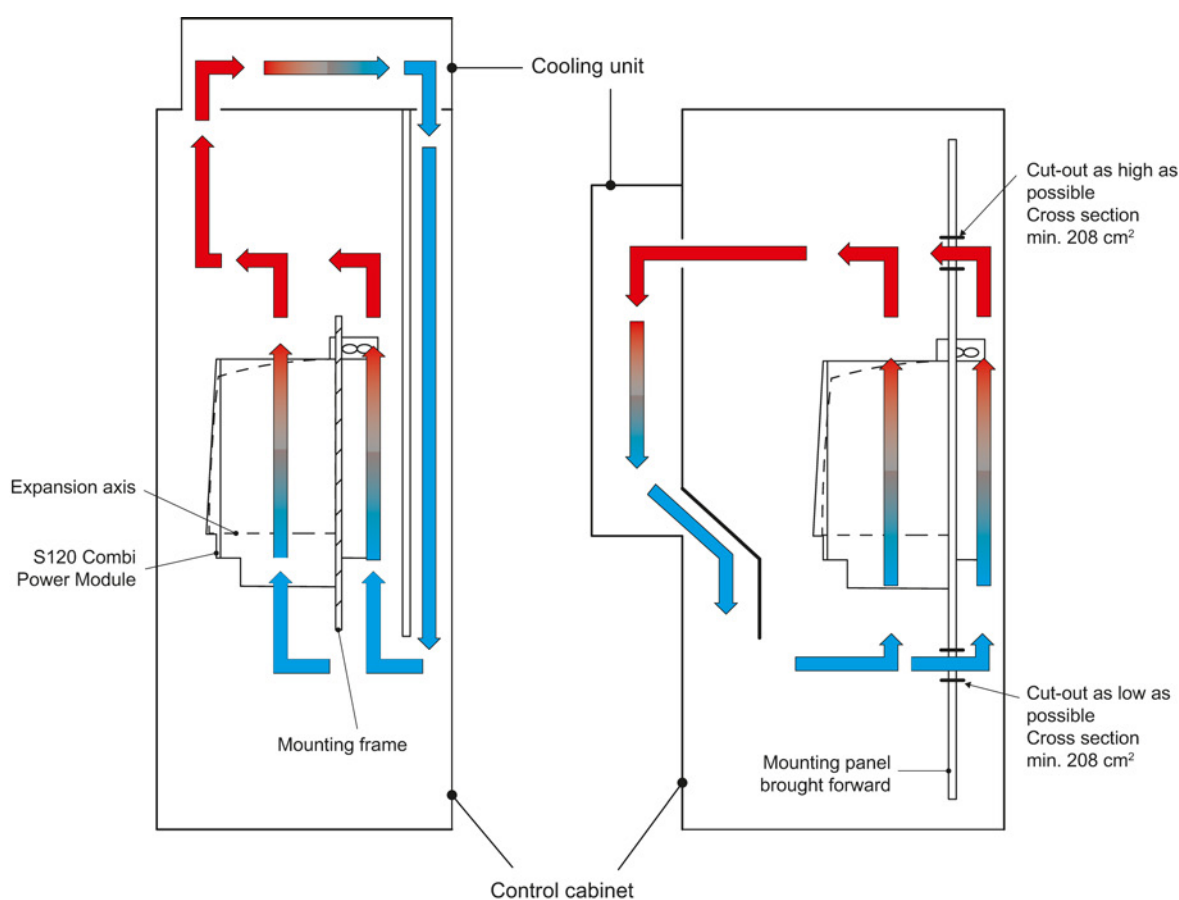 Cooling unit
Cut-out as high as
possible
Cross section
min. 208 cm²
Expansion axis
S120 Combi
Power Module
Mounting frame
Mounting panel
brought forward
Cut-out as low as
possible
Cross section
min. 208 cm²
Control cabinet